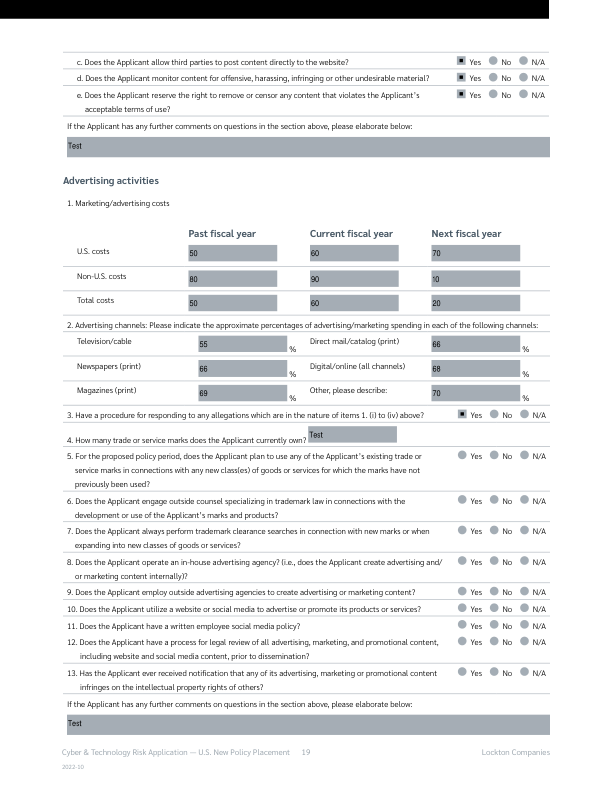 c. Does the Applicant allow third parties to post content directly to the website? Yes No N/A
d. Does the Applicant monitor content for offensive, harassing, infringing or other undesirable material? Yes No N/A
e. Does the Applicant reserve the right to remove or censor any content that violates the Applicant's Yes No N/A
acceptable terms of use?
If the Applicant has any further comments on questions in the section above, please elaborate below:
Test
Advertising activities
1. Marketing/advertising costs
Past fiscal year Current fiscal year Next fiscal year
U.S. costs 50 60 70
Non-U.S. costs 80 90 10
Total costs 50 60 20
2. Advertising channels: Please indicate the approximate percentages of advertising/marketing spending in each of the following channels:
Television/cable 55 % Direct mail/catalog (print) 66 %
Newspapers (print) 66 % Digital/online (all channels) 68 %
Magazines (print) 69 % Other, please describe: 70 %
3. Have a procedure for responding to any allegations which are in the nature of items 1. (i) to (iv) above? Yes No N/A
4. How many trade or service marks does the Applicant currently own? Test
5. For the proposed policy period, does the Applicant plan to use any of the Applicant's existing trade or Yes No N/A
service marks in connections with any new class(es) of goods or services for which the marks have not
previously been used?
6. Does the Applicant engage outside counsel specializing in trademark law in connections with the Yes No N/A
development or use of the Applicant's marks and products?
7. Does the Applicant always perform trademark clearance searches in connection with new marks or when Yes No N/A
expanding into new classes of goods or services?
8. Does the Applicant operate an in-house advertising agency? (i.e., does the Applicant create advertising and/ Yes No N/A
or marketing content internally)?
9. Does the Applicant employ outside advertising agencies to create advertising or marketing content? Yes No N/A
10. Does the Applicant utilize a website or social media to advertise or promote its products or services? Yes No N/A
11. Does the Applicant have a written employee social media policy? Yes No N/A
12. Does the Applicant have a process for legal review of all advertising, marketing, and promotional content, Yes No N/A
including website and social media content, prior to dissemination?
13. Has the Applicant ever received notification that any of its advertising, marketing or promotional content Yes No N/A
infringes on the intellectual property rights of others?
If the Applicant has any further comments on questions in the section above, please elaborate below:
Test
Cyber & Technology Risk Application — U.S. New Policy Placement 19 Lockton Companies
2022-10